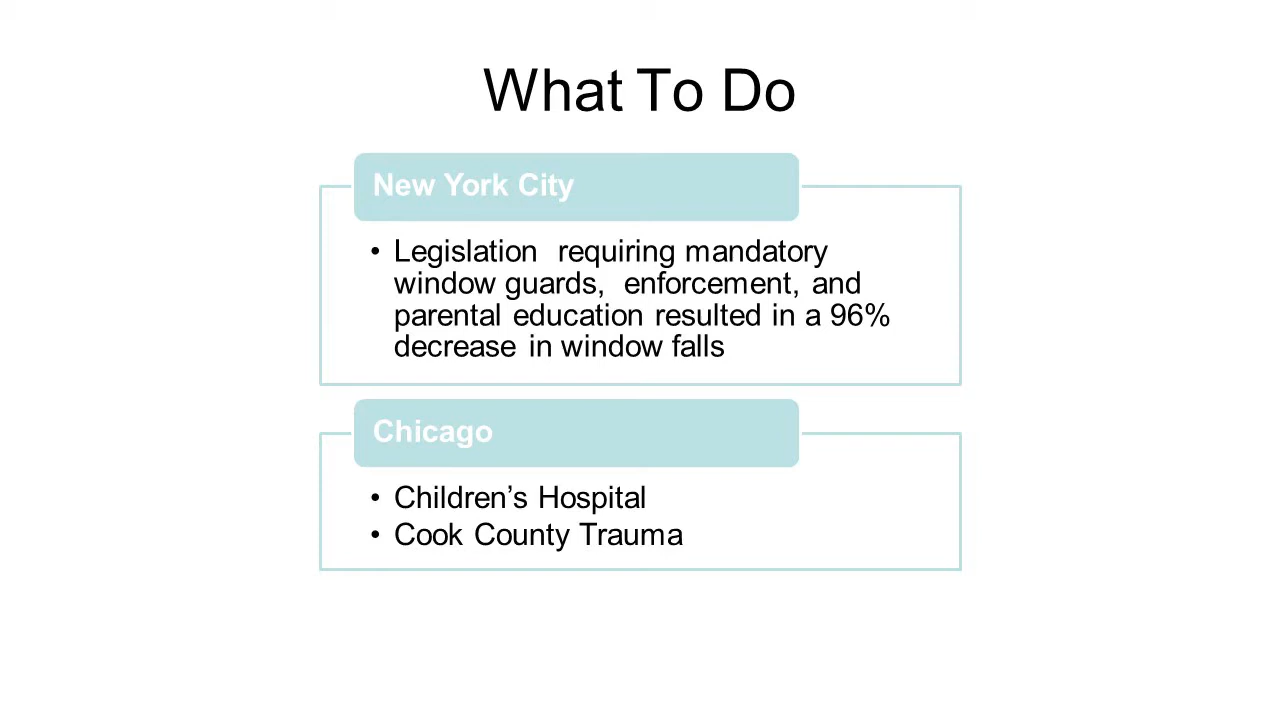 What To Do
New York City
• Legislation requiring mandatory
window guards, enforcement, and
parental education resulted in a 96%
decrease in window falls
Chicago
• Children’s Hospital
• Cook County Trauma